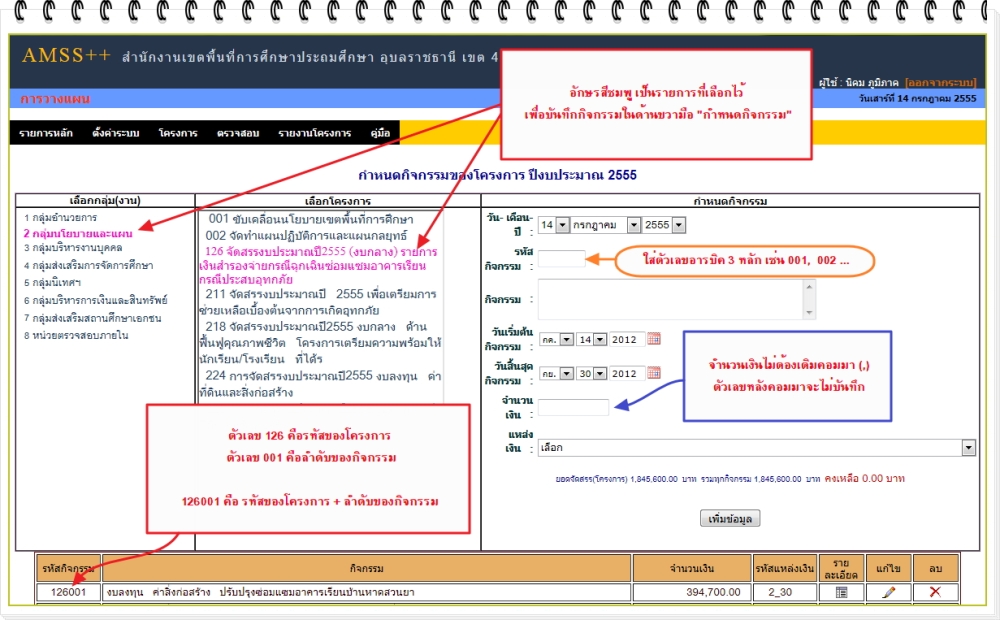 AMSS++ สำนักงานเขตพื้นที่การศึกษาประถมศึกษา อุบลราชธานี เขต 4
ผู้ใช้ : นิคม ภูมิภาค [ออกจากระบบ]
การวางแผน
วันเสาร์ที่ 14 กรกฎาคม 2555
รายการหลัก ตั้งค่าระบบ โครงการ ตรวจสอบ รายงานโครงการ คู่มือ
อักษรสีชมพู เป็นรายการที่เลือกไว้
เพื่อบันทึกกิจกรรมในด้านขวามือ "กำหนดกิจกรรม"
กำหนดกิจกรรมของโครงการ ปีงบประมาณ 2555
เลือกกลุ่ม(งาน)
1 กลุ่มอำนวยการ
2 กลุ่มนโยบายและแผน
3 กลุ่มบริหารงานบุคคล
4 กลุ่มส่งเสริมการจัดการศึกษา
5 กลุ่มนิเทศฯ
6 กลุ่มบริหารการเงินและสินทรัพย์
7 กลุ่มส่งเสริมสถานศึกษาเอกชน
8 หน่วยตรวจสอบภายใน
เลือกโครงการ
001 ขับเคลื่อนนโยบายเขตพื้นที่การศึกษา
002 จัดทำแผนปฏิบัติการและแผนกลยุทธ์
126 จัดสรรงบประมาณปี2555 (งบกลาง) รายการ
เงินสำรองจ่ายกรณีฉุกเฉินซ่อมแซมอาคารเรียน
กรณีประสบอุทกภัย
211 จัดสรรงบประมาณปี 2555 เพื่อเตรียมการ
ช่วยเหลือเบื้องต้นจากการเกิดอุทกภัย
218 จัดสรรงบประมาณปี2555 งบกลาง ด้าน
ฟื้นฟูคุณภาพชีวิต โครงการเตรียมความพร้อมให้
นักเรียน/โรงเรียน ที่ได้ร
224 การจัดสรรงบประมาณปี2555 งบลงทุน ค่า
ที่ดินและสิ่งก่อสร้าง
กำหนดกิจกรรม
วัน- เดือน-
ปี : 14 กรกฎาคม 2555
รหัส
กิจกรรม :
ใส่ตัวเลขอารบิค 3 หลัก เช่น 001, 002 ...
กิจกรรม :
วันเริ่มต้น
กิจกรรม : กค. 14 2012
วันสิ้นสุด
กิจกรรม : กย. 30 2012
จำนวน
เงิน :
จำนวนเงินไม่ต้องเติมคอมมา (,)
ตัวเลขหลังคอมมาจะไม่บันทึก
แหล่ง
เงิน : เลือก
ยอดจัดสรร(โครงการ) 1,845,600.00 บาท รวมทุกกิจกรรม 1,845,600.00 บาท คงเหลือ 0.00 บาท
เพิ่มข้อมูล
ตัวเลข 126 คือรหัสของโครงการ
ตัวเลข 001 คือลำดับของกิจกรรม
126001 คือ รหัสของโครงการ + ลำดับของกิจกรรม
รหัสกิจกรรม กิจกรรม จำนวนเงิน รหัสแหล่งเงิน ราย
ละเอียด แก้ไข ลบ
126001 งบลงทุน ค่าสิ่งก่อสร้าง ปรับปรุงซ่อมแซมอาคารเรียนบ้านหาดสวนยา 394,700.00 2_30